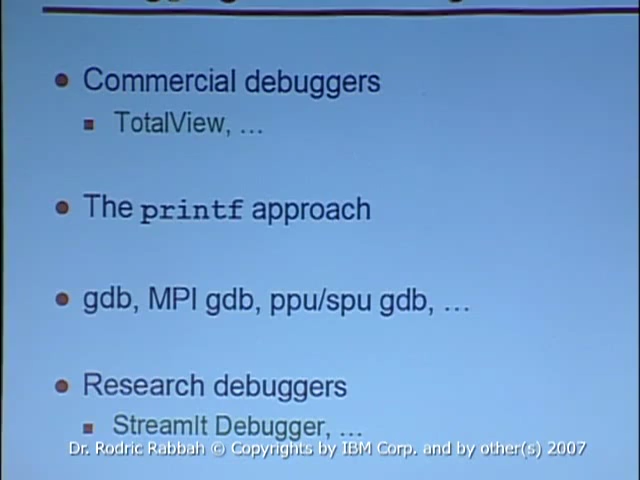 Commercial debuggers
TotalView, ...
The printf approach
gdb, MPI gdb, ppu/spu gdb, ...
Research debuggers
StreamIt Debugger, ...
Dr. Rodric Rabbah © Copyrights by IBM Corp. and by other(s) 2007